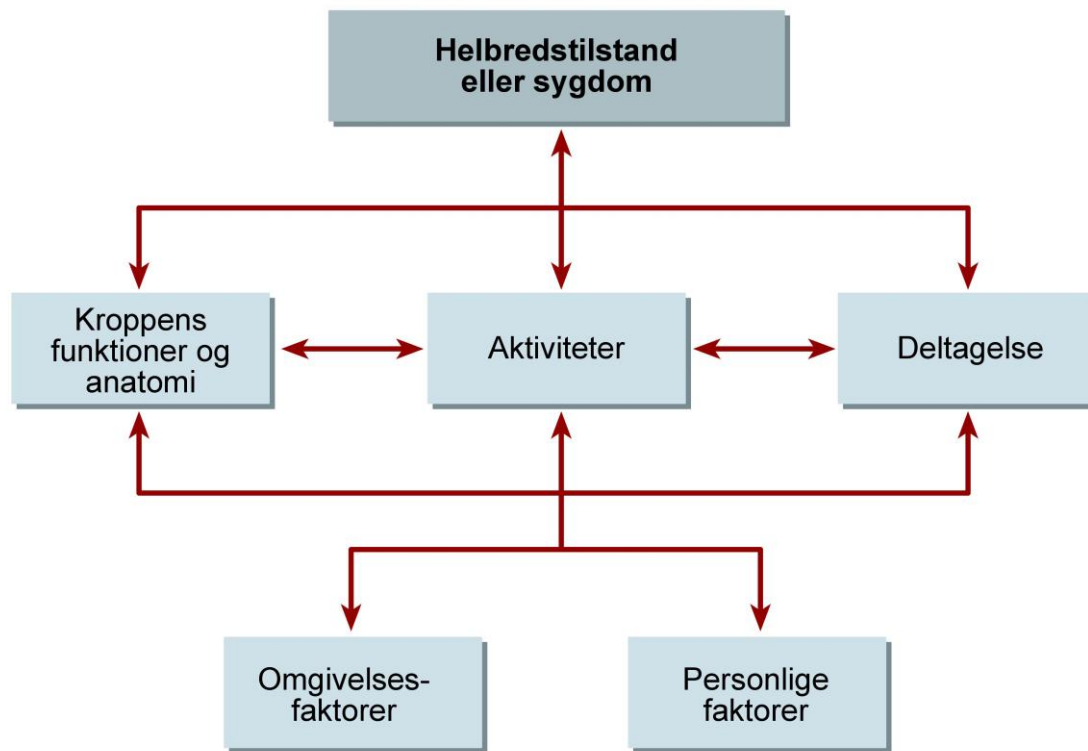 Helbredstilstand
eller sygdom
Kroppens
funktioner og
anatomi
Aktiviteter
Deltagelse
Omgivelses-
faktorer
Personlige
faktorer